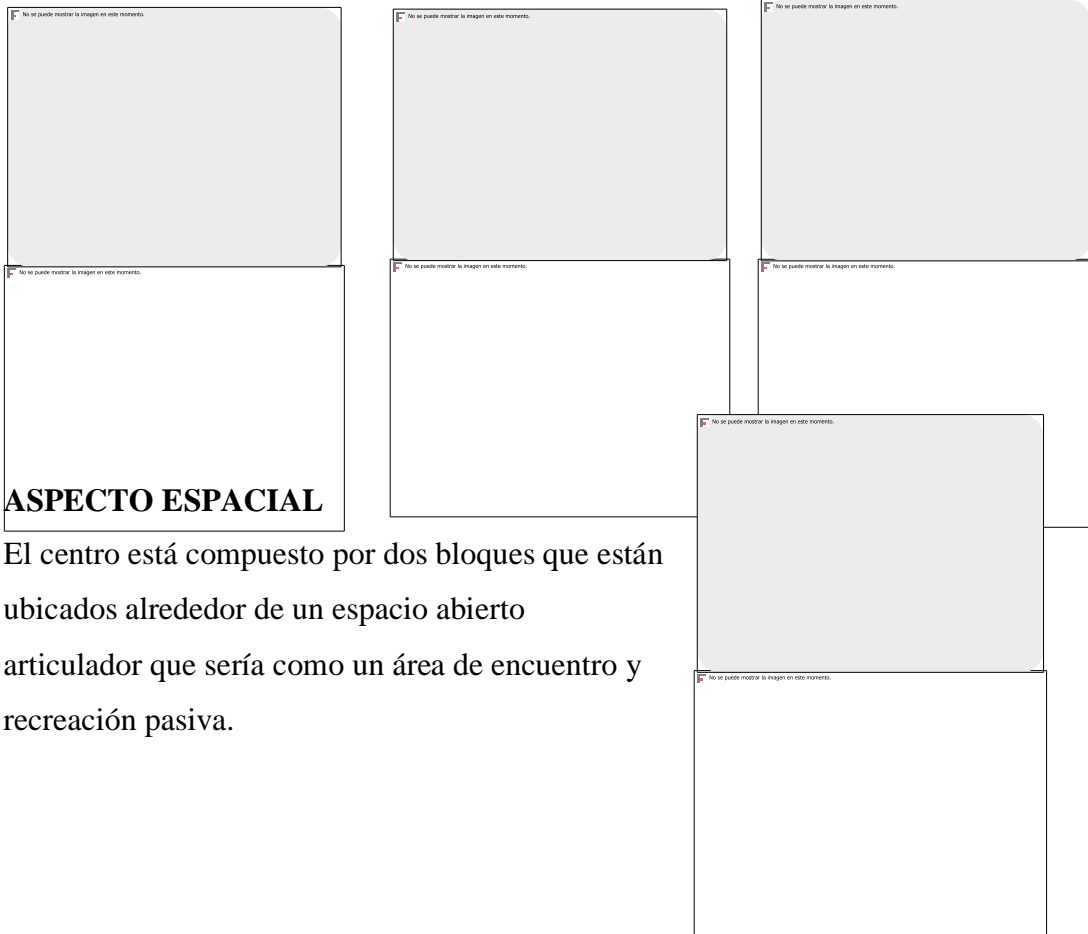 No se puede mostrar la imagen en este momento.
No se puede mostrar la imagen en este momento.
No se puede mostrar la imagen en este momento.
No se puede mostrar la imagen en este momento.
No se puede mostrar la imagen en este momento.
No se puede mostrar la imagen en este momento.
No se puede mostrar la imagen en este momento.
ASPECTO ESPACIAL
El centro está compuesto por dos bloques que están
ubicados alrededor de un espacio abierto
articulador que sería como un área de encuentro y
recreación pasiva.
No se puede mostrar la imagen en este momento.